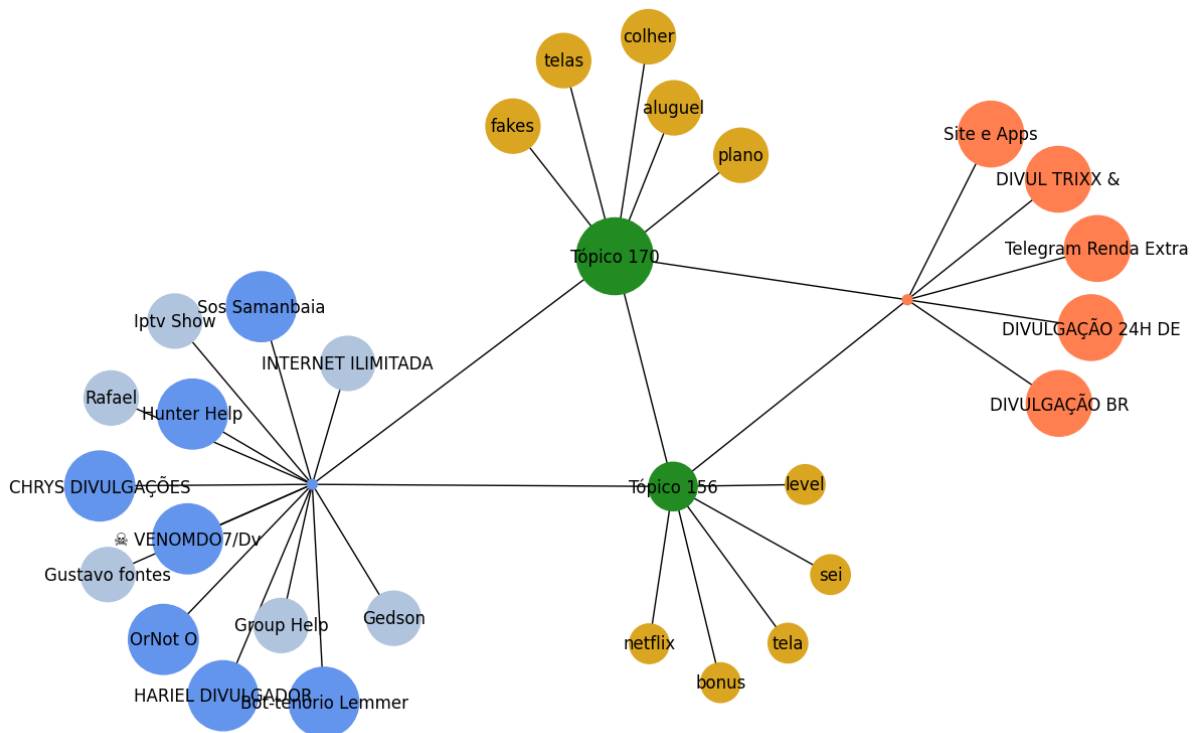 colher
telas
aluguel
fakes
plano
Site e Apps
DIVUL TRIXX &
Telegram Renda Extra
DIVULGAÇÃO 24H DE
DIVULGAÇÃO BR
Tópico 170
Sos Samanbaia
Iptv Show
INTERNET ILIMITADA
Rafael
Hunter Help
CHRYS DIVULGAÇÕES
☠ VENOMDO7/Dv
Gustavo fontes
OrNot O
Group Help
Gedson
HARIEL DIVULGADOR
Bot-tenório Lemmer
Tópico 156
level
sei
tela
netflix
bonus